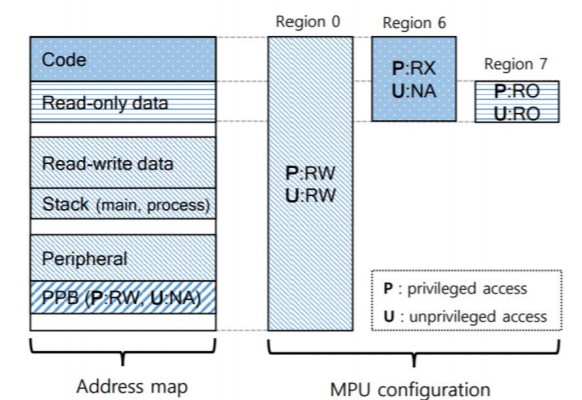 Region 0
Region 6
Region 7
Code
Read-only data
Read-write data
Stack (main, process)
Peripheral
PPB (P:RW, U:NA)
P:RW
U:RW
P:RX
U:NA
P:RO
U:RO
P : privileged access
U : unprivileged access
Address map
MPU configuration